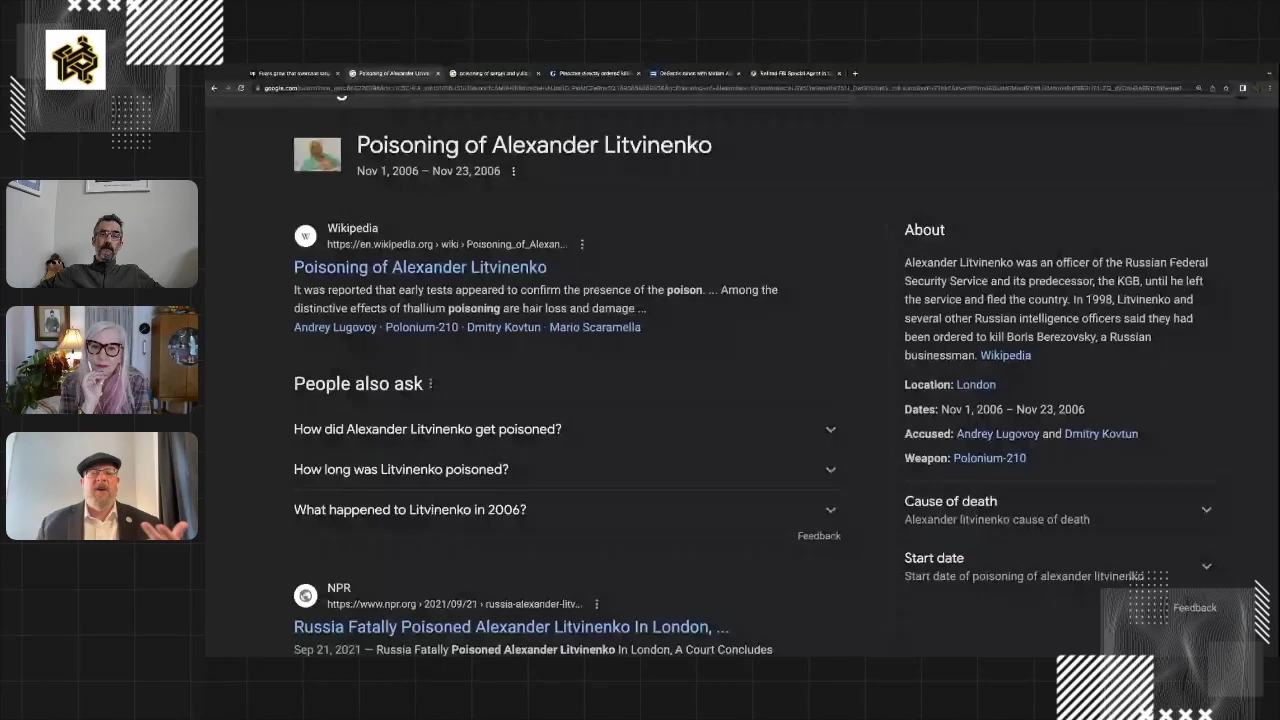 Poisoning of Alexander Litvinenko
google.com
Poisoning of Alexander Litvinenko
Nov 1, 2006 – Nov 23, 2006
Wikipedia
https://en.wikipedia.org › wiki › Poisoning_of_Alexan...
Poisoning of Alexander Litvinenko
It was reported that early tests appeared to confirm the presence of the poison. ... Among the
distinctive effects of thallium poisoning are hair loss and damage ...
Andrey Lugovoy · Polonium-210 · Dmitry Kovtun · Mario Scaramella
People also ask
How did Alexander Litvinenko get poisoned?
How long was Litvinenko poisoned?
What happened to Litvinenko in 2006?
Feedback
NPR
https://www.npr.org › 2021/09/21 › russia-alexander-litv...
Russia Fatally Poisoned Alexander Litvinenko In London, ...
Sep 21, 2021 — Russia Fatally Poisoned Alexander Litvinenko In London, A Court Concludes
About
Alexander Litvinenko was an officer of the Russian Federal
Security Service and its predecessor, the KGB, until he left
the service and fled the country. In 1998, Litvinenko and
several other Russian intelligence officers said they had
been ordered to kill Boris Berezovsky, a Russian
businessman. Wikipedia
Location: London
Dates: Nov 1, 2006 – Nov 23, 2006
Accused: Andrey Lugovoy and Dmitry Kovtun
Weapon: Polonium-210
Cause of death
Alexander litvinenko cause of death
Start date
Start date of poisoning of alexander litvinenko
Feedback